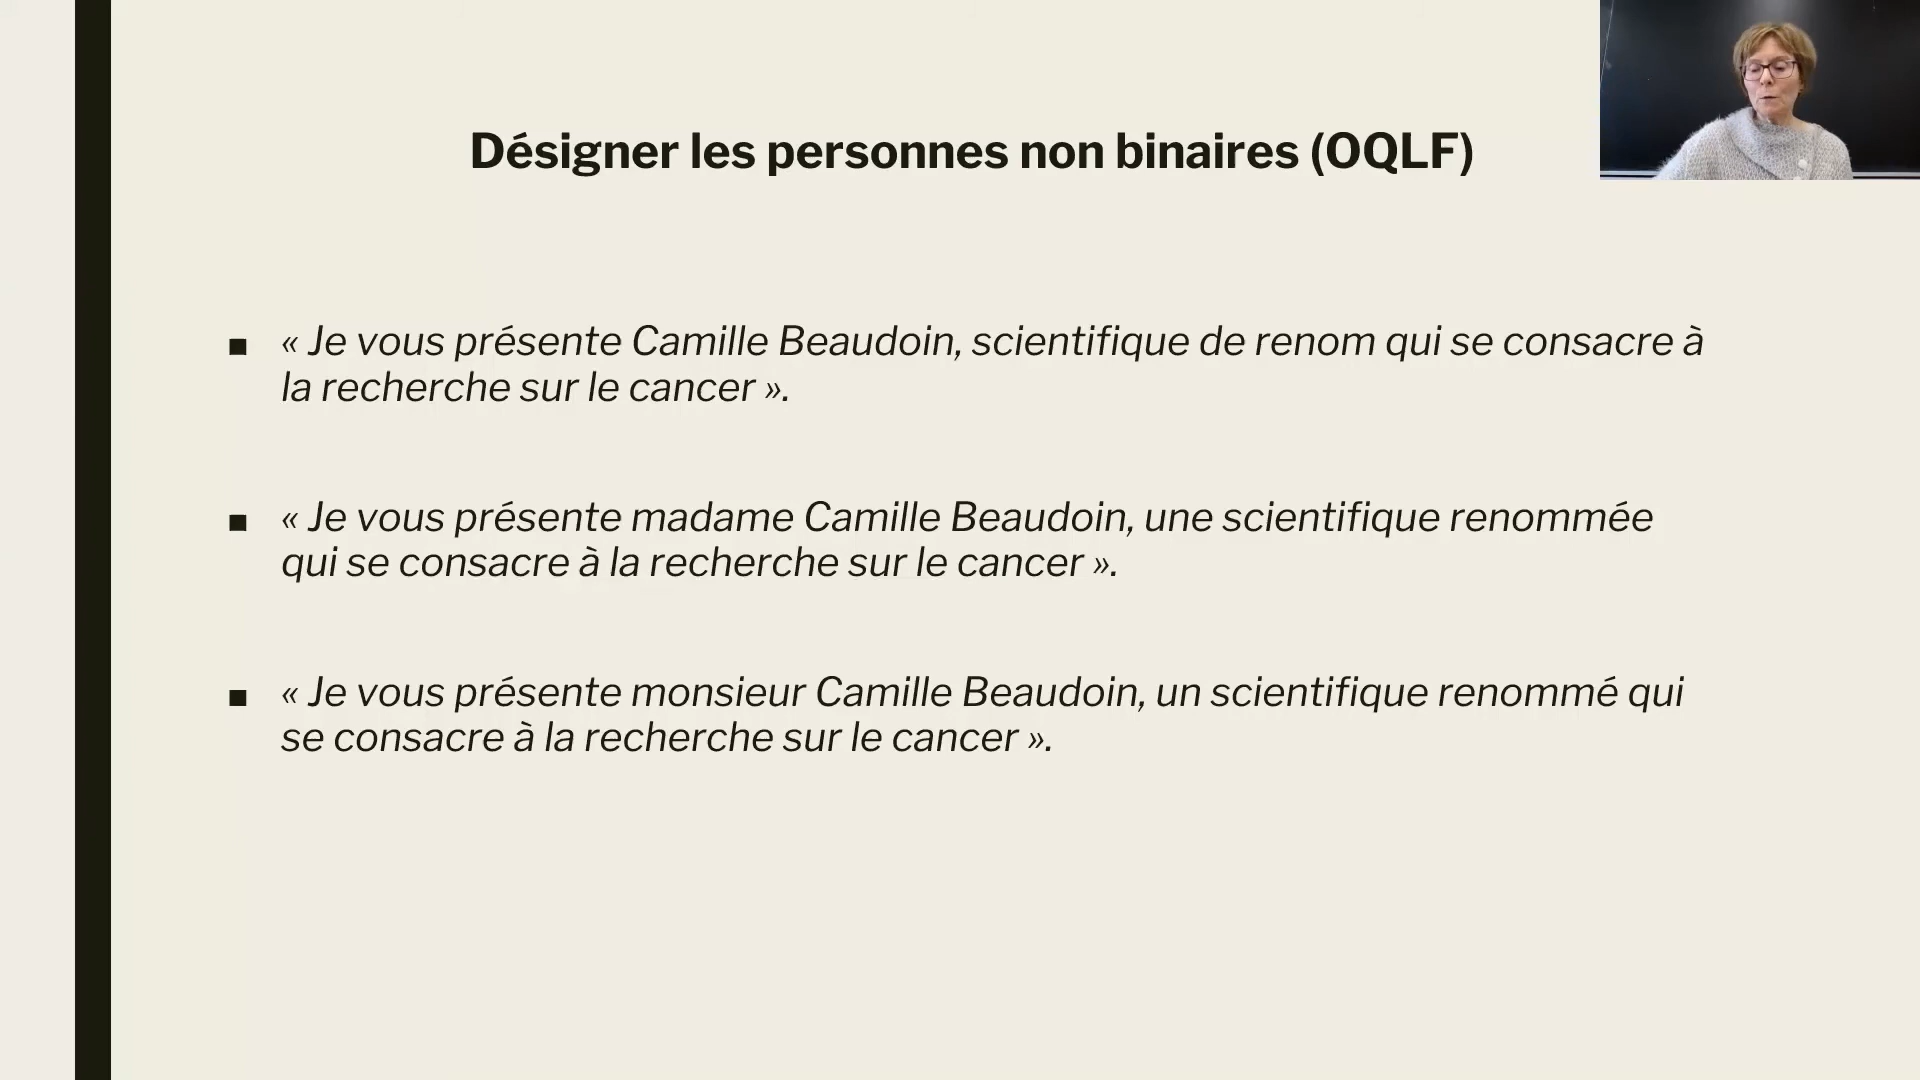 Désigner les personnes non binaires (OQLF)
« Je vous présente Camille Beaudoin, scientifique de renom qui se consacre à
la recherche sur le cancer ».
« Je vous présente madame Camille Beaudoin, une scientifique renommée
qui se consacre à la recherche sur le cancer ».
« Je vous présente monsieur Camille Beaudoin, un scientifique renommé qui
se consacre à la recherche sur le cancer ».